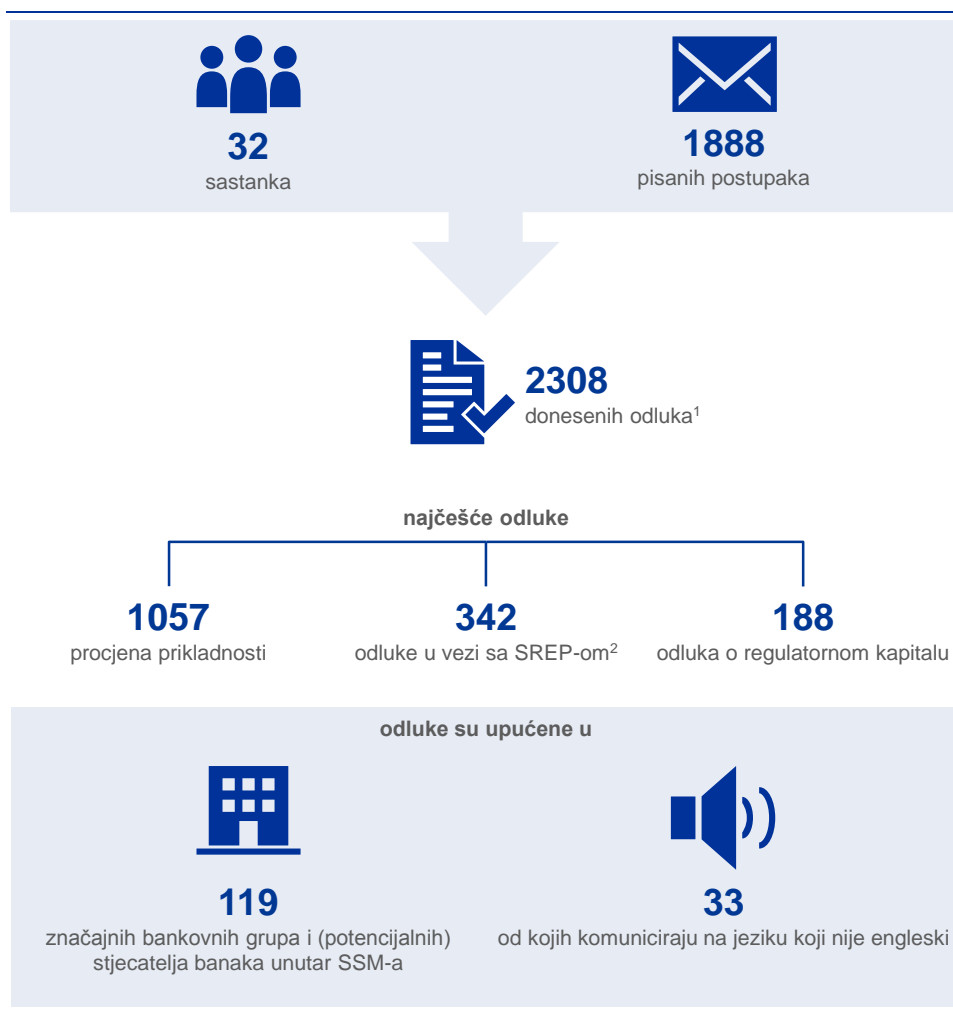 32
sastanka
1888
pisanih postupaka
2308
donesenih odluka1
najčešće odluke
1057
procjena prikladnosti
342
odluke u vezi sa SREP-om2
188
odluka o regulatornom kapitalu
odluke su upućene u
119
značajnih bankovnih grupa i (potencijalnih)
stjecatelja banaka unutar SSM-a
33
od kojih komuniciraju na jeziku koji nije engleski